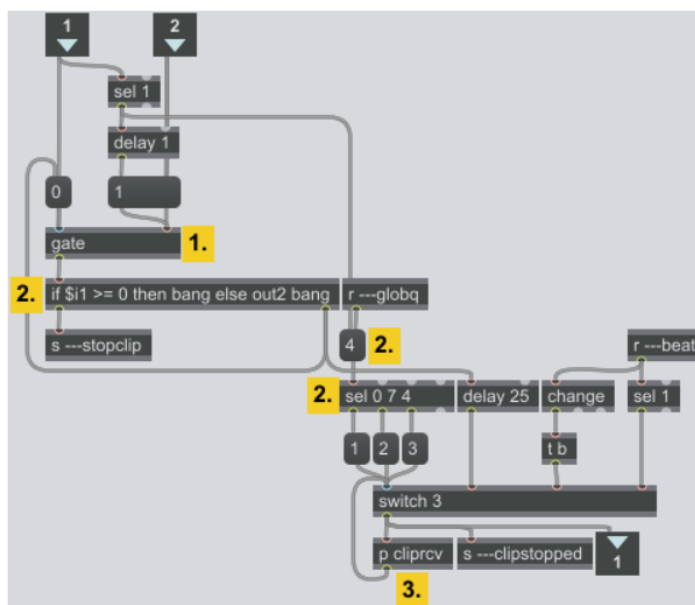 1
2
sel 1
delay 1
0
1
gate
1.
2.
if $i1 >= 0 then bang else out2 bang
r ---globq
s ---stopclip
4
2.
r ---beat
2.
sel 0 7 4
delay 25
change
sel 1
1
2
3
t b
switch 3
p cliprcv
s ---clipstopped
1
3.